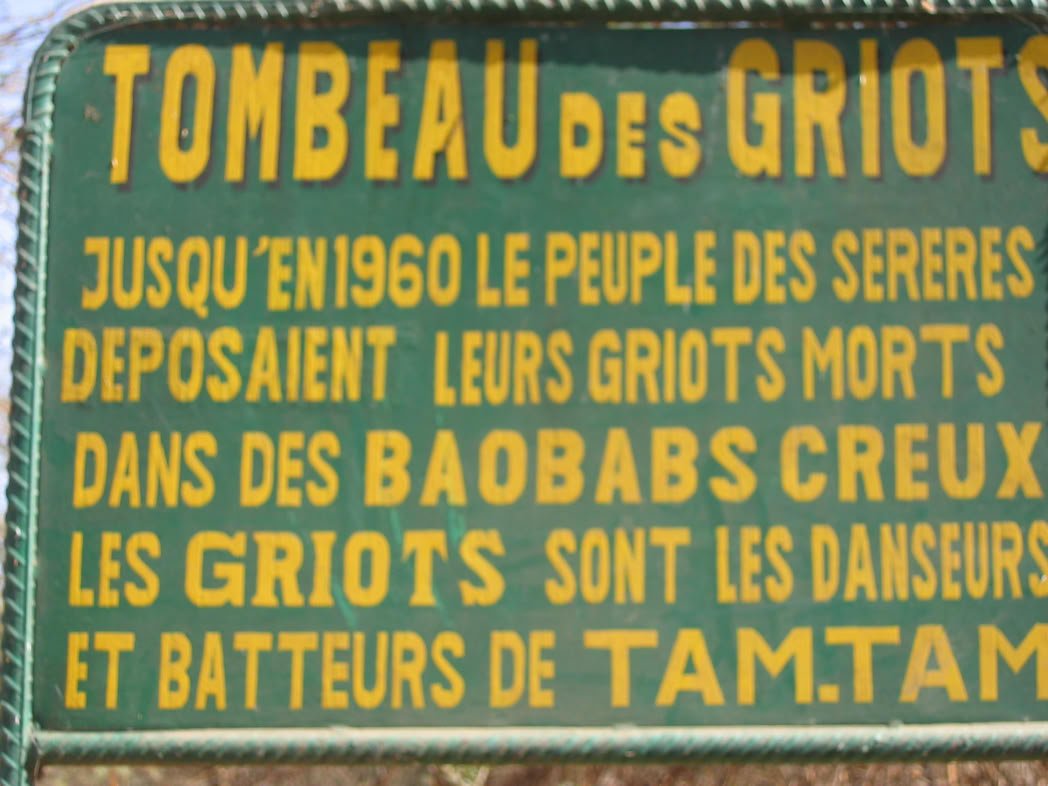 TOMBEAU DES GRIOTS
JUSQU'EN 1960 LE PEUPLE DES SERERES
DEPOSAIENT LEURS GRIOTS MORTS
DANS DES BAOBABS CREUX
LES GRIOTS SONT LES DANSEURS
ET BATTEURS DE TAM.TAM